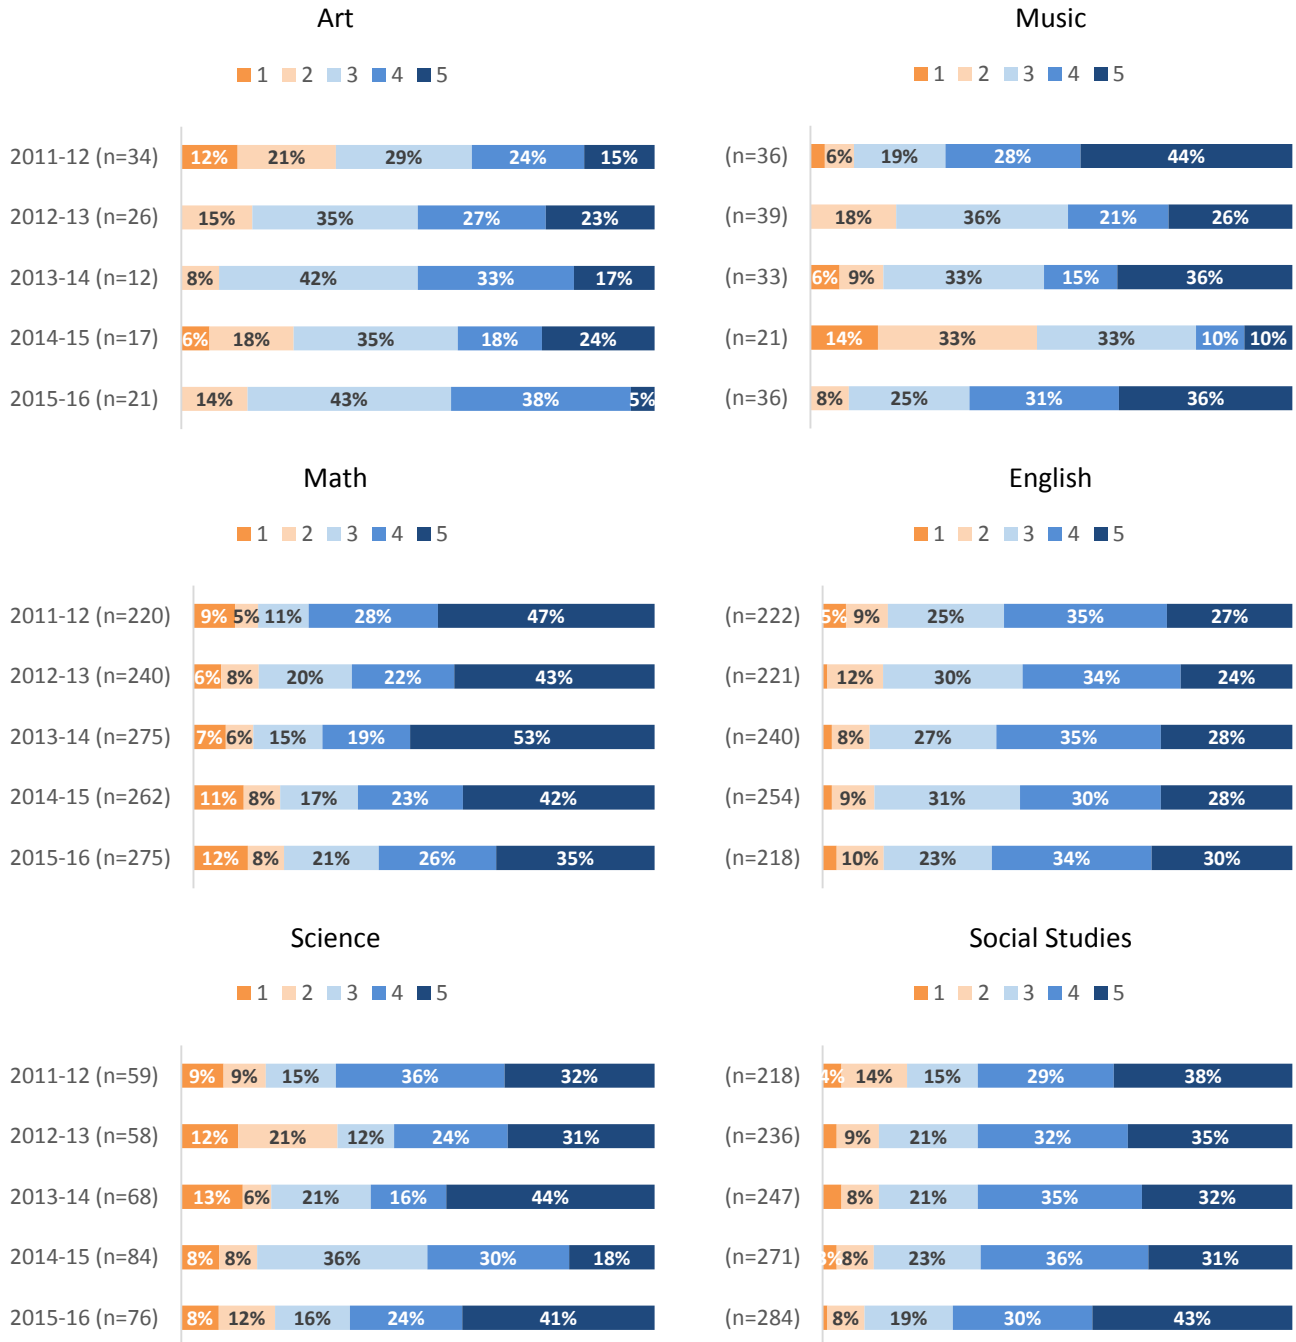 Art
Music
1 2 3 4 5
1 2 3 4 5
2011-12 (n=34) 12% 21% 29% 24% 15%
(n=36) 6% 19% 28% 44%
2012-13 (n=26) 15% 35% 27% 23%
(n=39) 18% 36% 21% 26%
2013-14 (n=12) 8% 42% 33% 17%
(n=33) 6% 9% 33% 15% 36%
2014-15 (n=17) 6% 18% 35% 18% 24%
(n=21) 14% 33% 33% 10% 10%
2015-16 (n=21) 14% 43% 38% 5%
(n=36) 8% 25% 31% 36%
Math
English
1 2 3 4 5
1 2 3 4 5
2011-12 (n=220) 9% 5% 11% 28% 47%
(n=222) 5% 9% 25% 35% 27%
2012-13 (n=240) 6% 8% 20% 22% 43%
(n=221) 12% 30% 34% 24%
2013-14 (n=275) 7% 6% 15% 19% 53%
(n=240) 8% 27% 35% 28%
2014-15 (n=262) 11% 8% 17% 23% 42%
(n=254) 9% 31% 30% 28%
2015-16 (n=275) 12% 8% 21% 26% 35%
(n=218) 10% 23% 34% 30%
Science
Social Studies
1 2 3 4 5
1 2 3 4 5
2011-12 (n=59) 9% 9% 15% 36% 32%
(n=218) 4% 14% 15% 29% 38%
2012-13 (n=58) 12% 21% 12% 24% 31%
(n=236) 9% 21% 32% 35%
2013-14 (n=68) 13% 6% 21% 16% 44%
(n=247) 8% 21% 35% 32%
2014-15 (n=84) 8% 8% 36% 30% 18%
(n=271) 3% 8% 23% 36% 31%
2015-16 (n=76) 8% 12% 16% 24% 41%
(n=284) 8% 19% 30% 43%